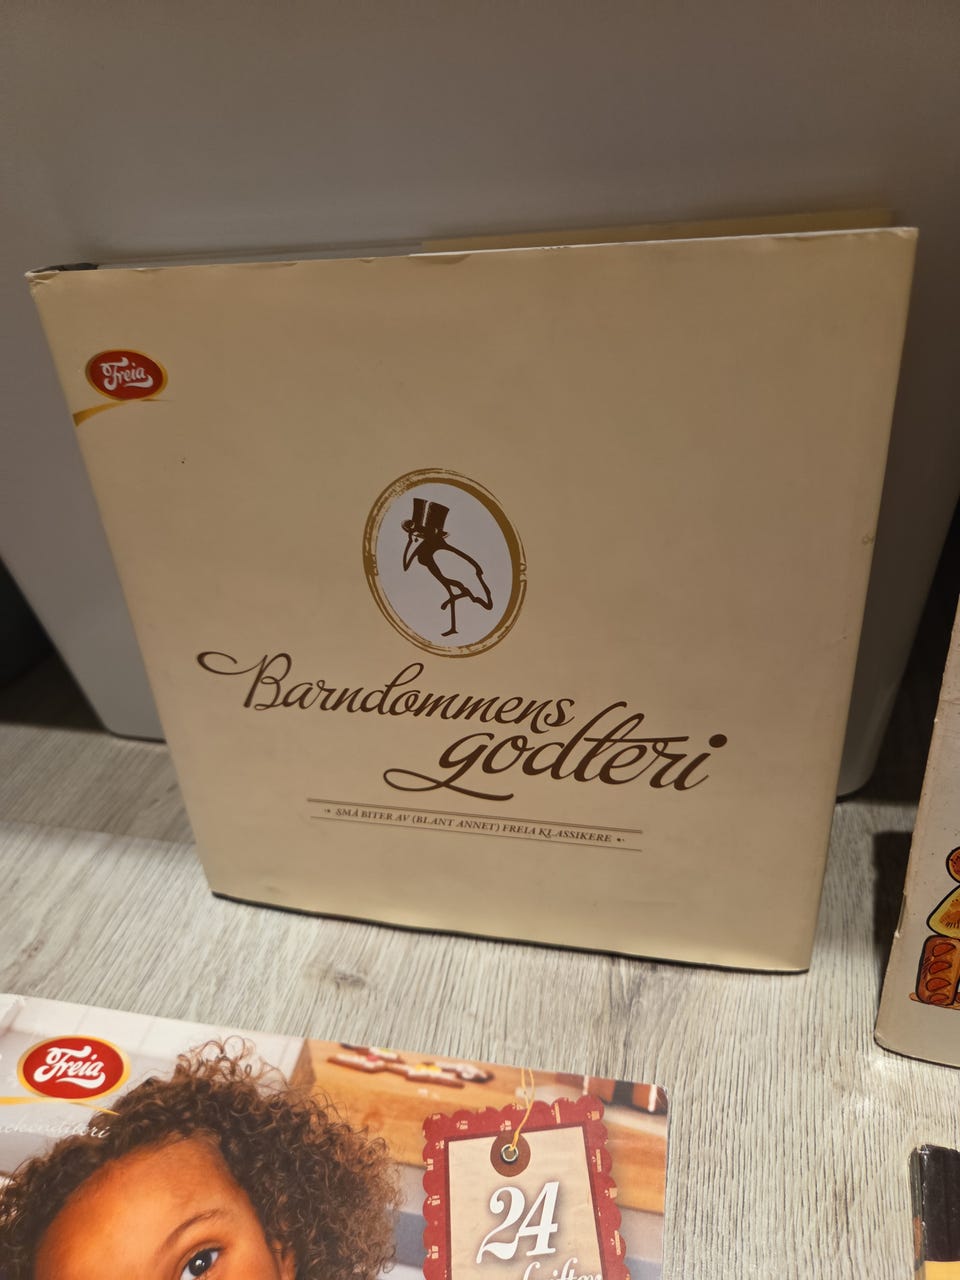 Freia
Barndommens
godteri
SMÅ BITER AV (BLANT ANNET) FREIA KLASSIKERE
Freia
24